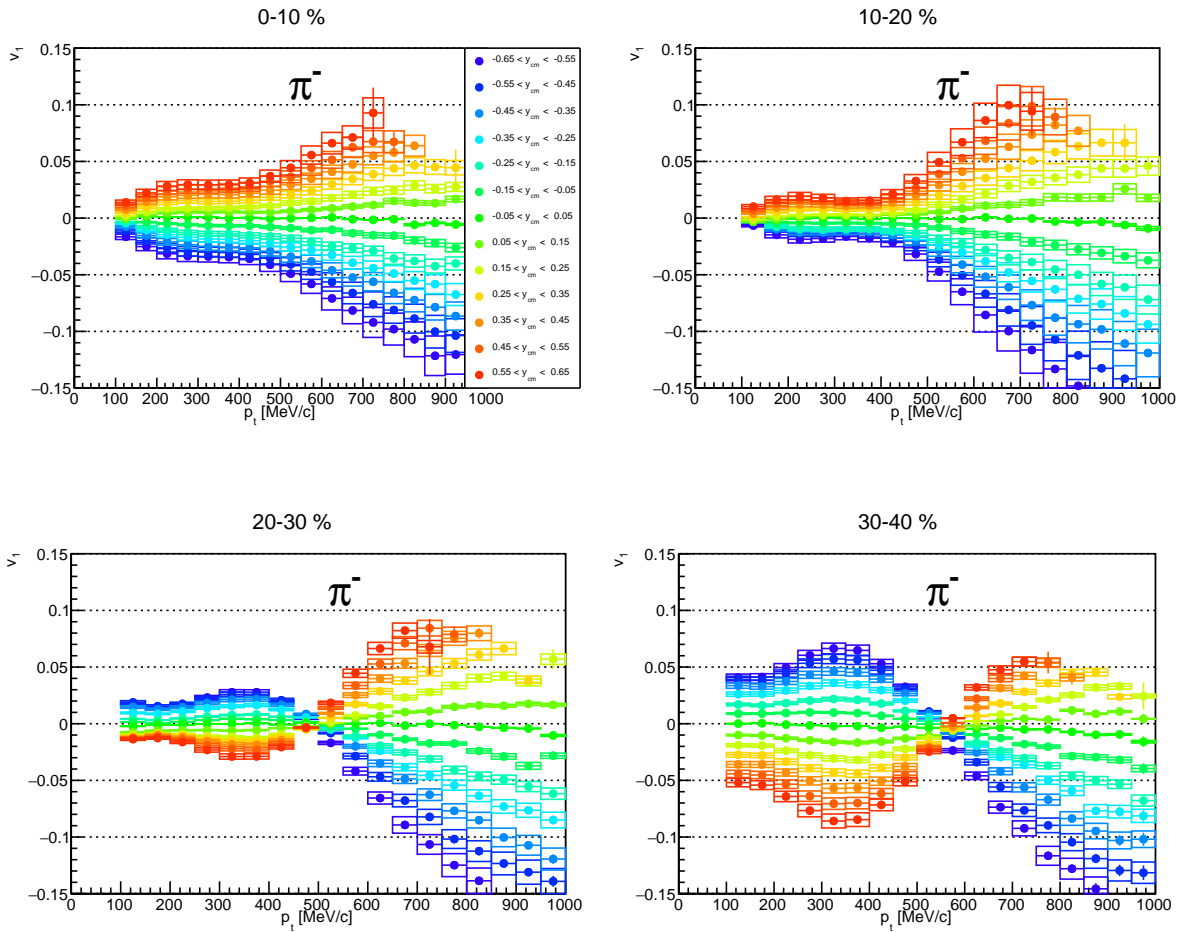 0-10 %
v1
π-
0.15
0.1
0.05
0
−0.05
−0.1
−0.15
0 100 200 300 400 500 600 700 800 900 1000
pt [MeV/c]
-0.65 < ycm < -0.55
-0.55 < ycm < -0.45
-0.45 < ycm < -0.35
-0.35 < ycm < -0.25
-0.25 < ycm < -0.15
-0.15 < ycm < -0.05
-0.05 < ycm < 0.05
0.05 < ycm < 0.15
0.15 < ycm < 0.25
0.25 < ycm < 0.35
0.35 < ycm < 0.45
0.45 < ycm < 0.55
0.55 < ycm < 0.65
10-20 %
v1
π-
0.15
0.1
0.05
0
−0.05
−0.1
−0.15
0 100 200 300 400 500 600 700 800 900 1000
pt [MeV/c]
20-30 %
v1
π-
0.15
0.1
0.05
0
−0.05
−0.1
−0.15
0 100 200 300 400 500 600 700 800 900 1000
pt [MeV/c]
30-40 %
v1
π-
0.15
0.1
0.05
0
−0.05
−0.1
−0.15
0 100 200 300 400 500 600 700 800 900 1000
pt [MeV/c]